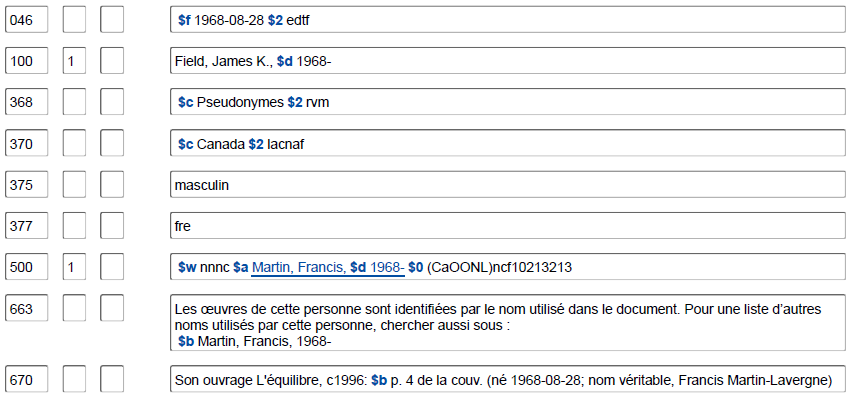 046 $f 1968-08-28 $2 edtf
100 1 Field, James K., $d 1968-
368 $c Pseudonymes $2 rvm
370 $c Canada $2 lacnaf
375 masculin
377 fre
500 1 $w nnnc $a Martin, Francis, $d 1968- $0 (CaOONL)ncf10213213
663 Les œuvres de cette personne sont identifiées par le nom utilisé dans le document. Pour une liste d’autres
noms utilisés par cette personne, chercher aussi sous :
$b Martin, Francis, 1968-
670 Son ouvrage L'équilibre, c1996: $b p. 4 de la couv. (né 1968-08-28; nom véritable, Francis Martin-Lavergne)